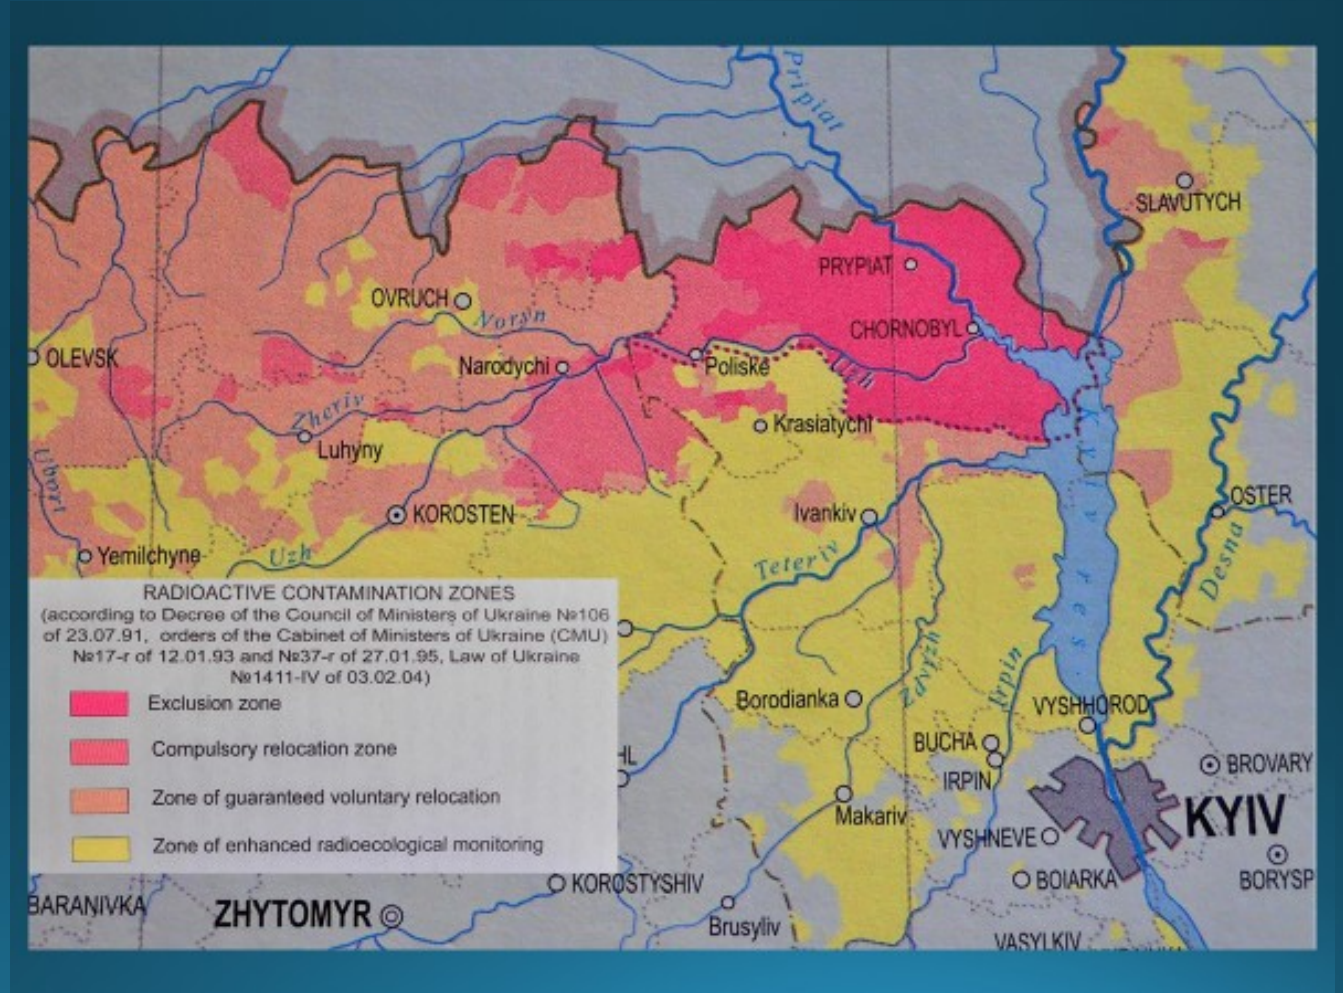 Pripiat
SLAVUTYCH
PRYPIAT
OVRUCH
Noryn
CHORNOBYL
OLEVSK
Narodychi
Poliske
Uzh
Zheriv
Krasiatychi
Luhyny
OSTER
KOROSTEN
Ivankiv
Yemilchyne
Uzh
Teteriv
Desna
RADIOACTIVE CONTAMINATION ZONES
(according to Decree of the Council of Ministers of Ukraine №106
of 23.07.91, orders of the Cabinet of Ministers of Ukraine (CMU)
№17-r of 12.01.93 and №37-r of 27.01.95, Law of Ukraine
№1411-IV of 03.02.04)
Exclusion zone
Compulsory relocation zone
Zone of guaranteed voluntary relocation
Zone of enhanced radioecological monitoring
Zdvyzh
Irpin
Borodianka
VYSHHOROD
BUCHA
HL
BROVARY
IRPIN
Makariv
KYIV
VYSHNEVE
BORYSP
KOROSTYSHIV
BOIARKA
BARANIVKA
ZHYTOMYR
Brusyliv
VASYLKIV